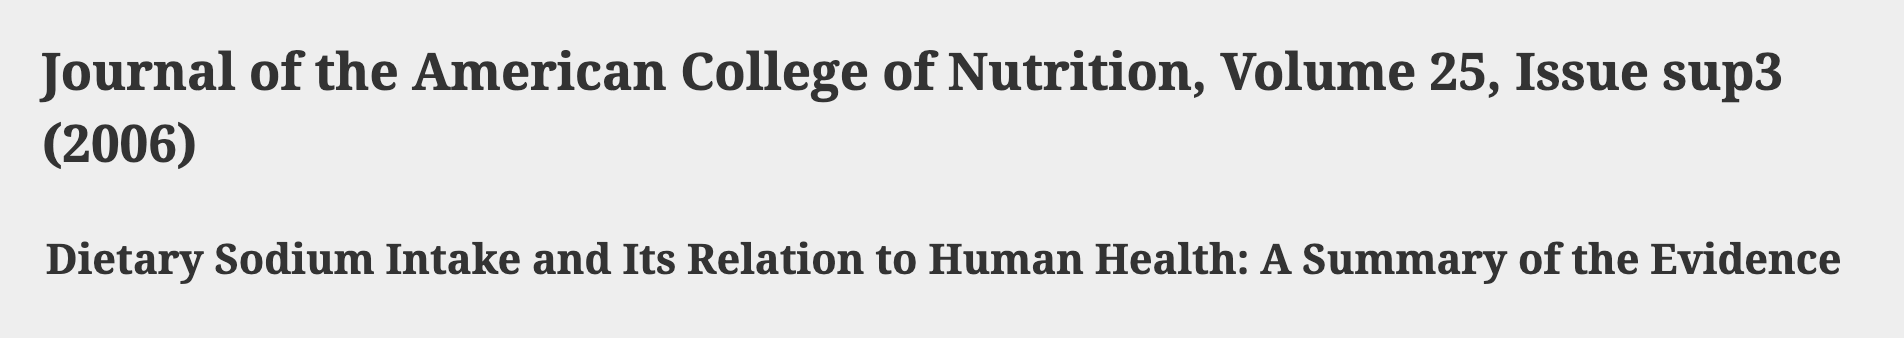 Journal of the American College of Nutrition, Volume 25, Issue sup3
(2006)
Dietary Sodium Intake and Its Relation to Human Health: A Summary of the Evidence